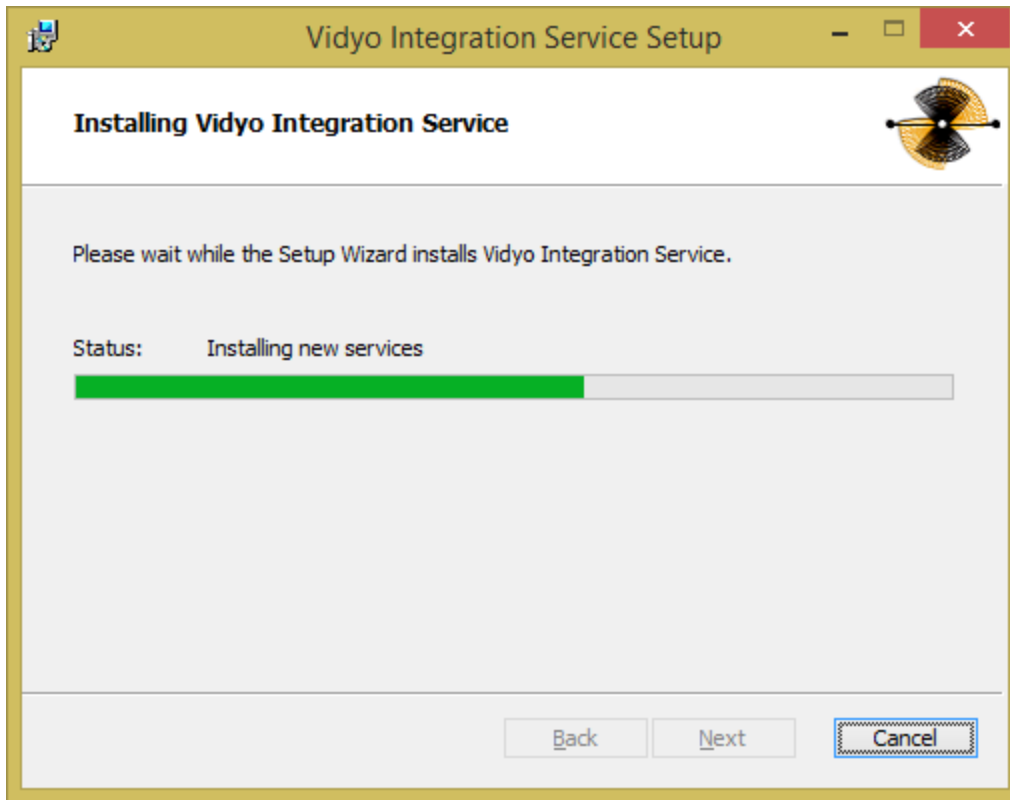 Vidyo Integration Service Setup
Installing Vidyo Integration Service
Please wait while the Setup Wizard installs Vidyo Integration Service.
Status: Installing new services
Back Next Cancel